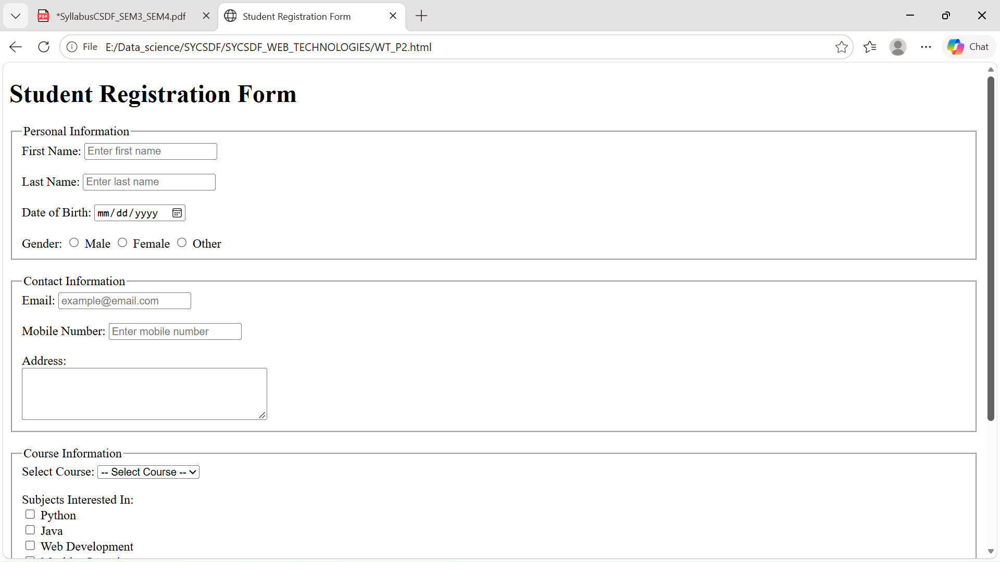 *SyllabusCSDF_SEM3_SEM4.pdf
Student Registration Form
File E:/Data_science/SYCSDF/SYCSDF_WEB_TECHNOLOGIES/WT_P2.html
Chat
Student Registration Form
Personal Information
First Name: Enter first name
Last Name: Enter last name
Date of Birth: mm/dd/yyyy
Gender: Male Female Other
Contact Information
Email: example@email.com
Mobile Number: Enter mobile number
Address:
Course Information
Select Course: -- Select Course --
Subjects Interested In:
Python
Java
Web Development